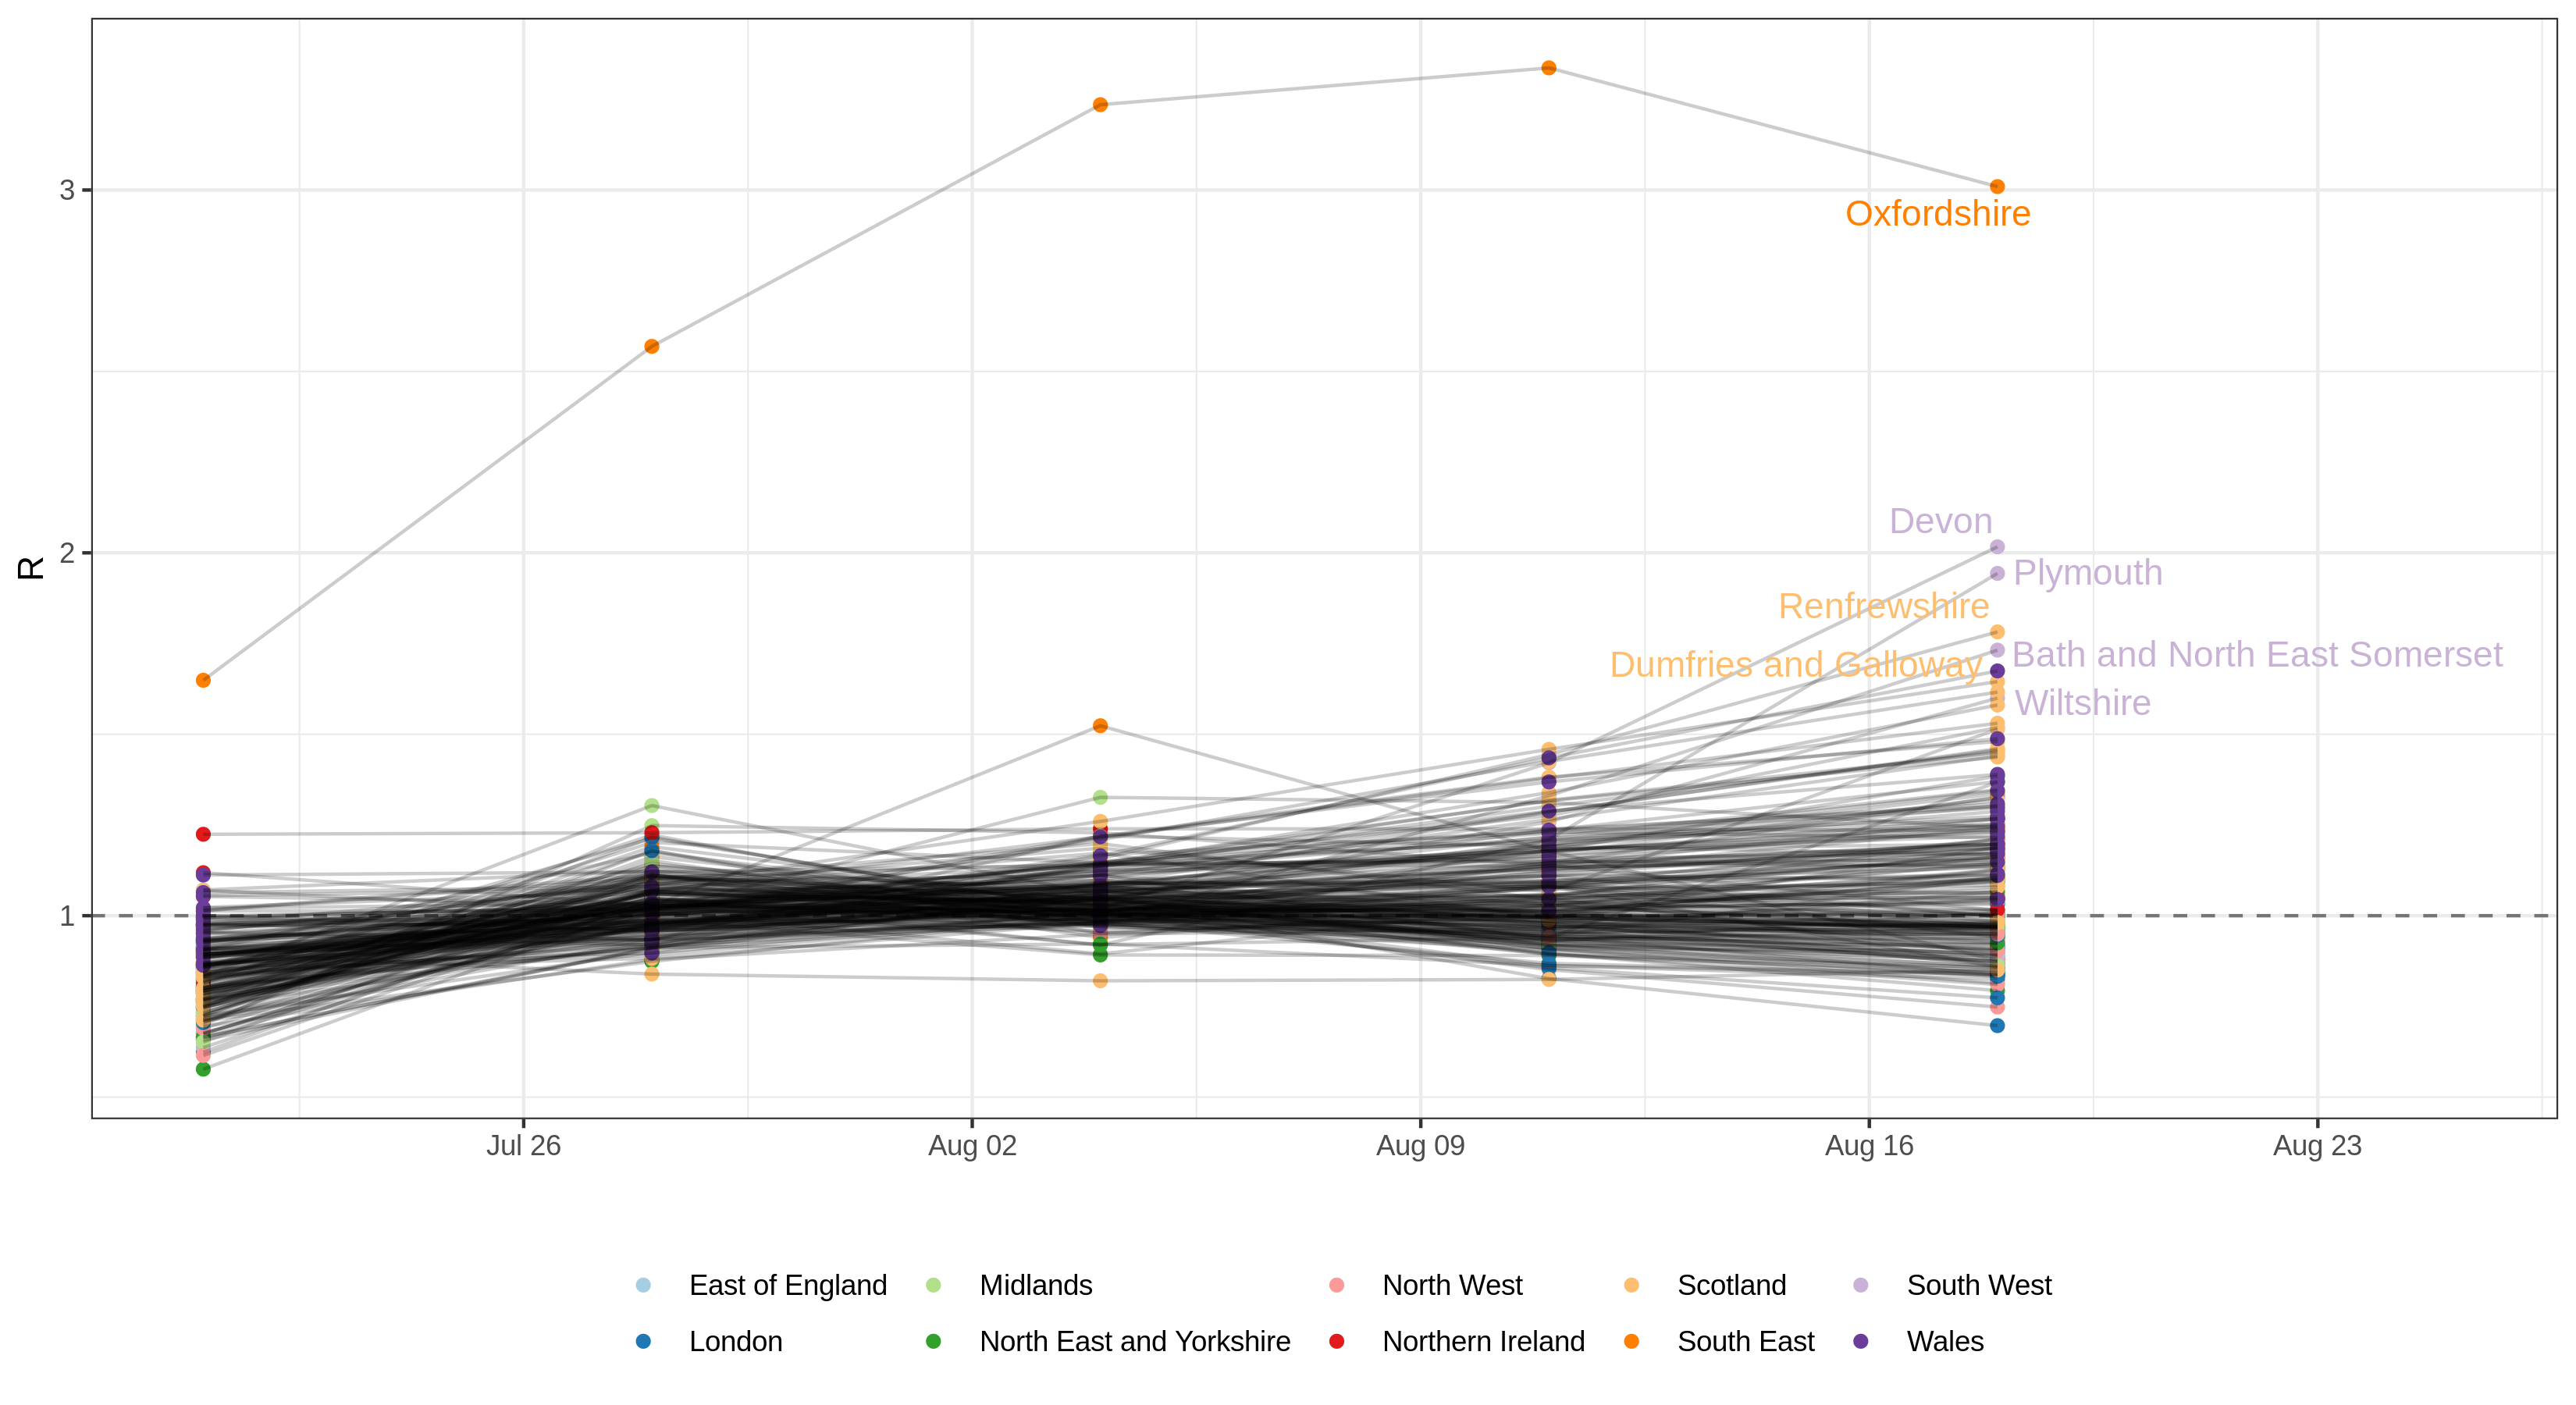 3
Oxfordshire
Devon
2
Plymouth
R
Renfrewshire
Bath and North East Somerset
Dumfries and Galloway
Wiltshire
1
Jul 26 Aug 02 Aug 09 Aug 16 Aug 23
East of England Midlands North West Scotland South West
London North East and Yorkshire Northern Ireland South East Wales